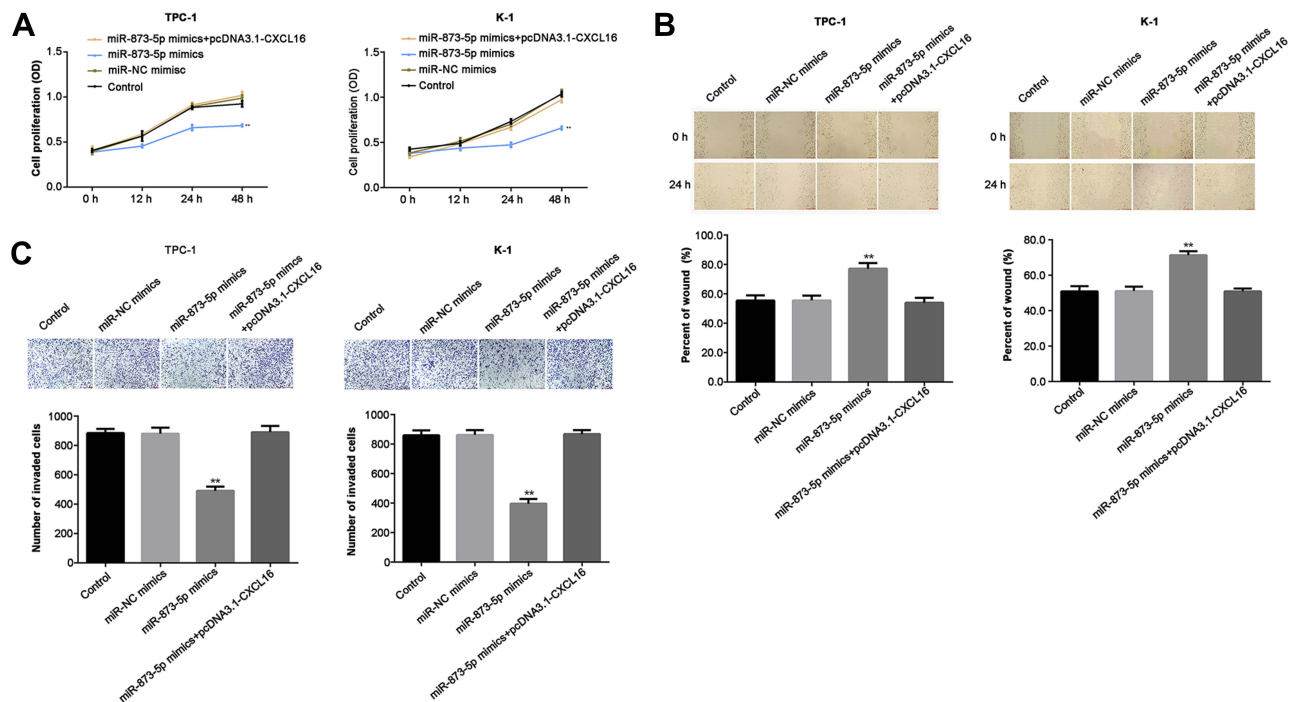 A
TPC-1
miR-873-5p mimics+pcDNA3.1-CXCL16
miR-873-5p mimics
miR-NC mimisc
Control
Cell proliferation (OD)
1.5
1.0
0.5
0.0
0 h
12 h
24 h
48 h
**
K-1
miR-873-5p mimics+pcDNA3.1-CXCL16
miR-873-5p mimics
miR-NC mimics
Control
Cell proliferation (OD)
1.5
1.0
0.5
0.0
0 h
12 h
24 h
48 h
**
B
TPC-1
Control
miR-NC mimics
miR-873-5p mimics
miR-873-5p mimics
+pcDNA3.1-CXCL16
0 h
24 h
Percent of wound (%)
100.0
80.0
60.0
40.0
20.0
0.0
**
Control
miR-NC mimics
miR-873-5p mimics
miR-873-5p mimics+pcDNA3.1-CXCL16
K-1
Control
miR-NC mimics
miR-873-5p mimics
miR-873-5p mimics
+pcDNA3.1-CXCL16
0 h
24 h
Percent of wound (%)
80.0
60.0
40.0
20.0
0.0
**
Control
miR-NC mimics
miR-873-5p mimics
miR-873-5p mimics+pcDNA3.1-CXCL16
C
TPC-1
Control
miR-NC mimics
miR-873-5p mimics
miR-873-5p mimcs
+pcDNA3.1-CXCL16
Number of invaded cells
1000
800
600
400
200
0
**
Control
miR-NC mimics
miR-873-5p mimics
miR-873-5p mimics+pcDNA3.1-CXCL16
K-1
Control
miR-NC mimics
miR-873-5p mimics
miR-873-5p mimics
+pcDNA3.1-CXCL16
Number of invaded cells
1000
800
600
400
200
0
**
Control
miR-NC mimics
miR-873-5p mimics
miR-873-5p mimics+pcDNA3.1-CXCL16